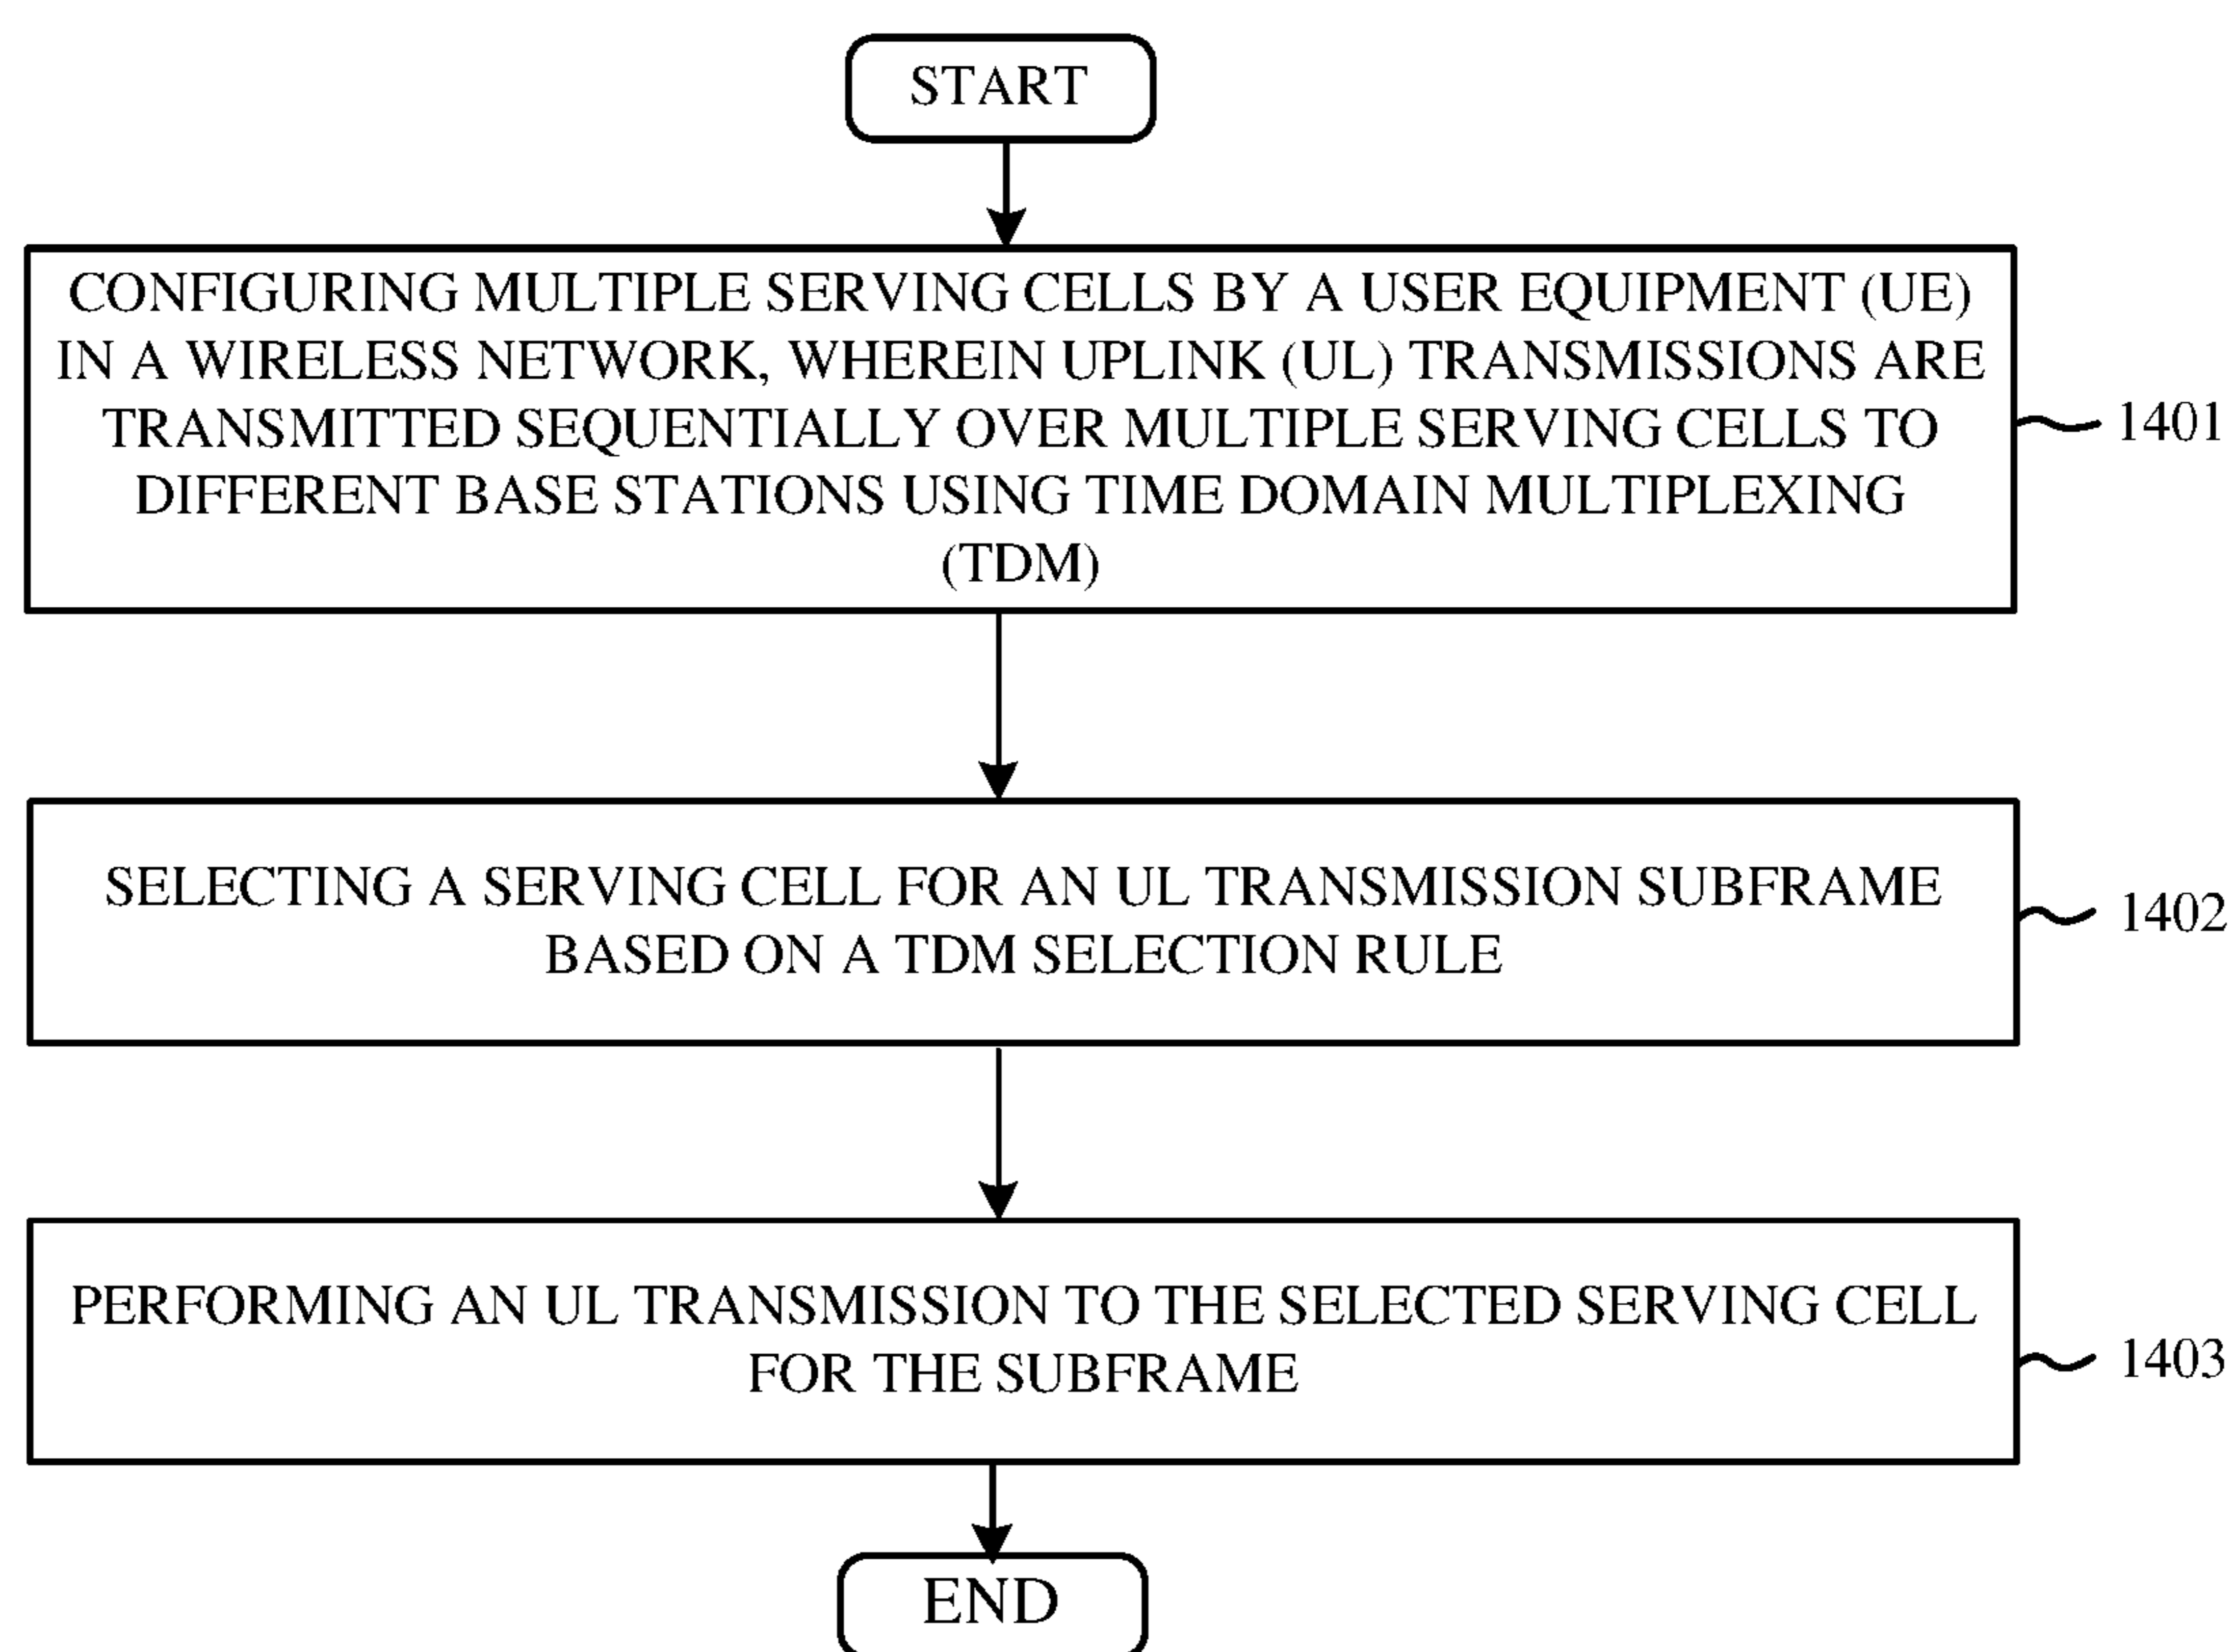 START
CONFIGURING MULTIPLE SERVING CELLS BY A USER EQUIPMENT (UE)
IN A WIRELESS NETWORK, WHEREIN UPLINK (UL) TRANSMISSIONS ARE
TRANSMITTED SEQUENTIALLY OVER MULTIPLE SERVING CELLS TO
DIFFERENT BASE STATIONS USING TIME DOMAIN MULTIPLEXING
(TDM)
1401
SELECTING A SERVING CELL FOR AN UL TRANSMISSION SUBFRAME
BASED ON A TDM SELECTION RULE
1402
PERFORMING AN UL TRANSMISSION TO THE SELECTED SERVING CELL
FOR THE SUBFRAME
1403
END